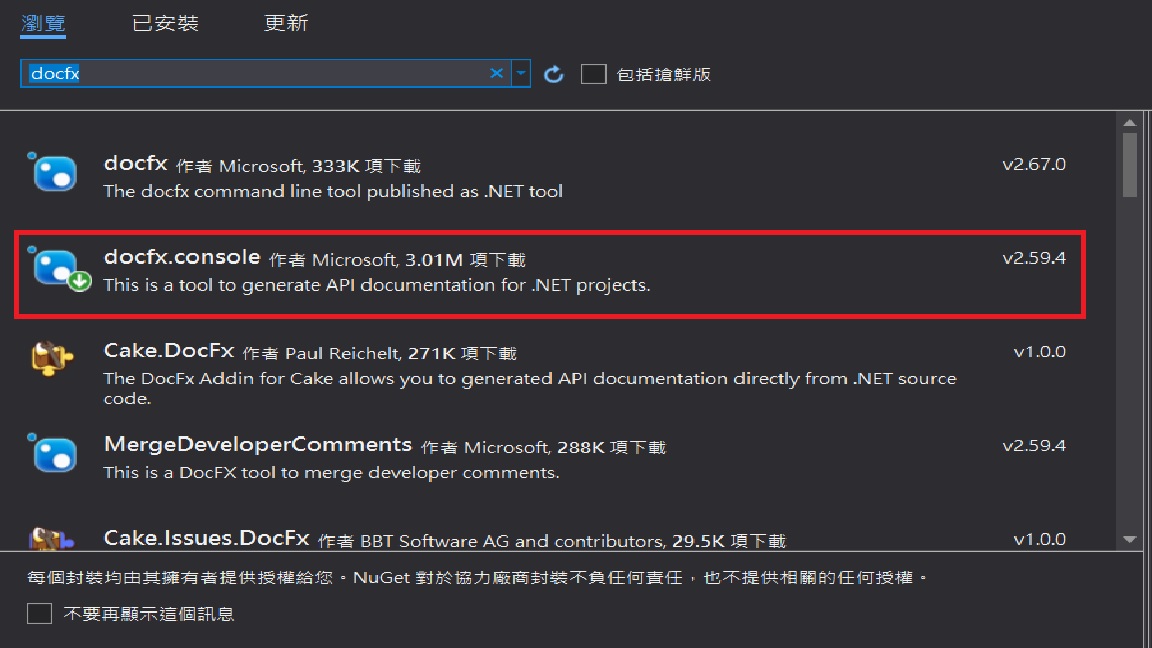 瀏覽 已安裝 更新
docfx 包括搶鮮版
docfx 作者 Microsoft, 333K 項下載 v2.67.0
The docfx command line tool published as .NET tool
docfx.console 作者 Microsoft, 3.01M 項下載 v2.59.4
This is a tool to generate API documentation for .NET projects.
Cake.DocFx 作者 Paul Reichelt, 271K 項下載 v1.0.0
The DocFx Addin for Cake allows you to generated API documentation directly from .NET source
code.
MergeDeveloperComments 作者 Microsoft, 288K 項下載 v2.59.4
This is a DocFX tool to merge developer comments.
Cake.Issues.DocFx 作者 BBT Software AG and contributors, 29.5K 項下載 v1.0.0
每個封裝均由其擁有者提供授權給您。NuGet 對於協力廠商封裝不負任何責任，也不提供相關的任何授權。
不要再顯示這個訊息